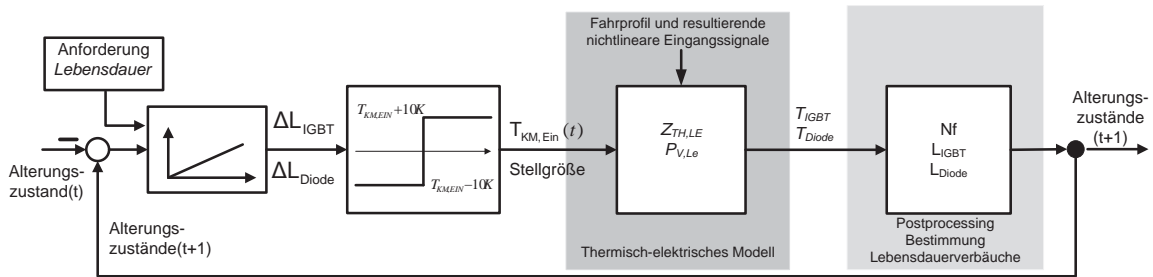 Anforderung
Lebensdauer
Alterungs-
zustand(t)
Alterungs-
zustände(t+1)
ΔL_IGBT
ΔL_Diode
T_KM,EIN+10K
T_KM,EIN−10K
T_KM,Ein(t)
Stellgröße
Fahrprofil und resultierende
nichtlineare Eingangssignale
Z_TH,LE
P_V,Le
Thermisch-elektrisches Modell
T_IGBT
T_Diode
Nf
L_IGBT
L_Diode
Postprocessing
Bestimmung
Lebensdauerverbäuche
Alterungs-
zustände
(t+1)